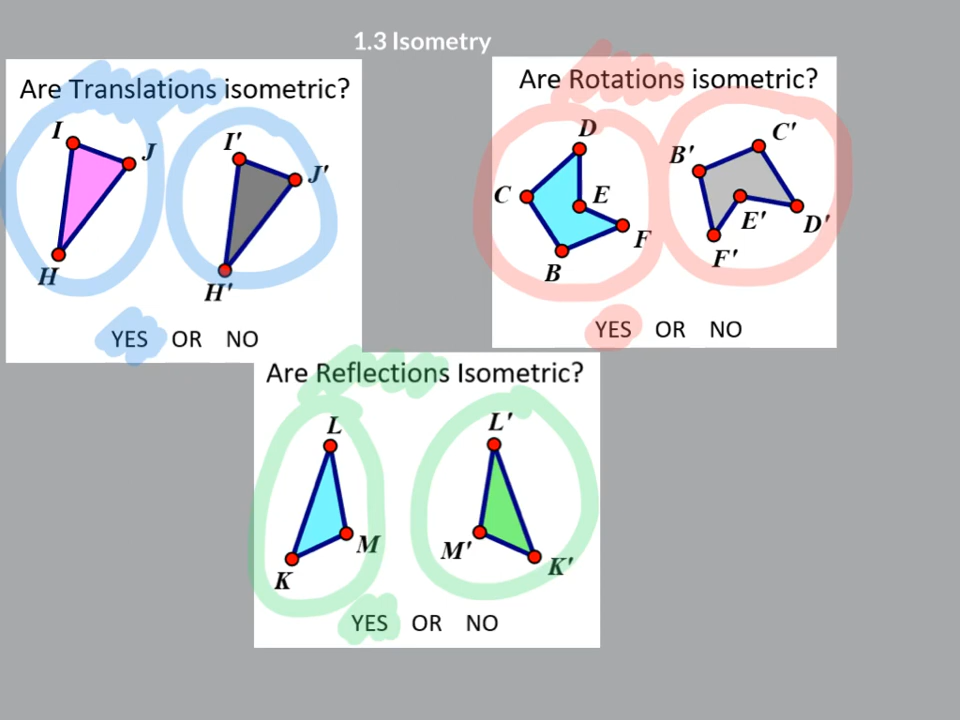 1.3 Isometry
Are Translations isometric?
I
J
H
I'
J'
H'
YES OR NO
Are Rotations isometric?
D
C
E
F
B
C'
B'
E'
D'
F'
YES OR NO
Are Reflections Isometric?
L
M
K
L'
M'
K'
YES OR NO